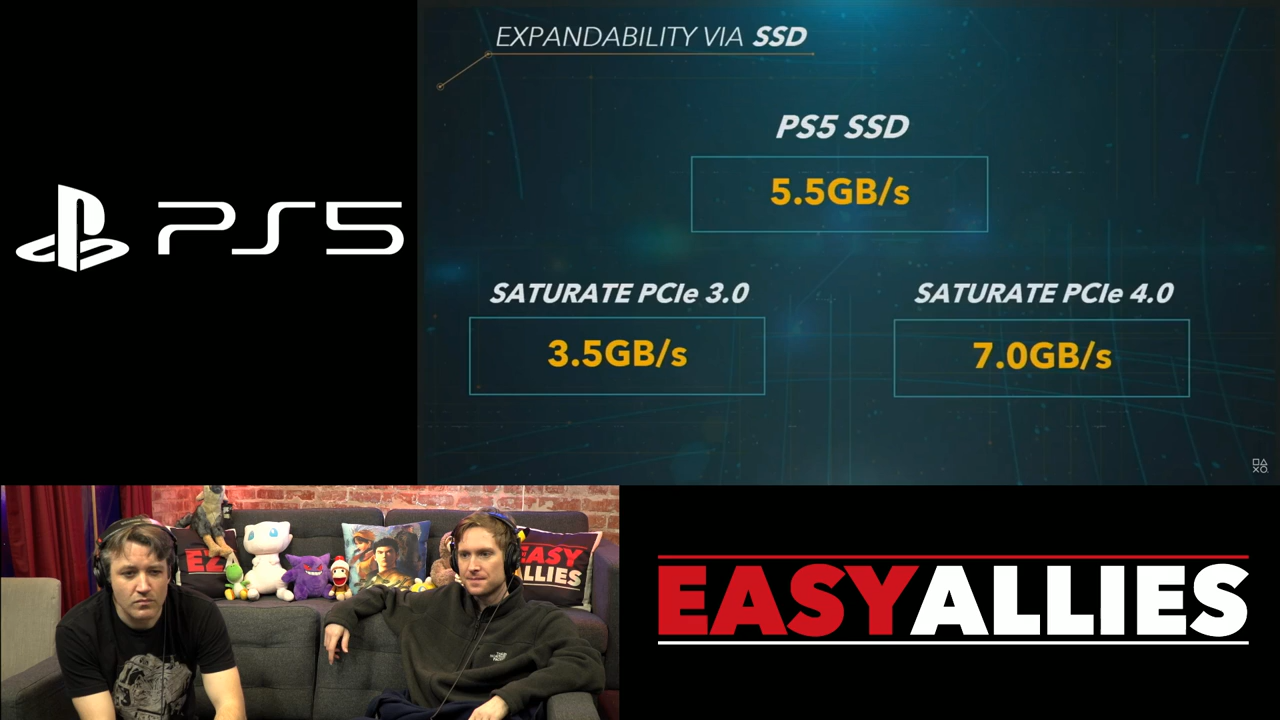 EXPANDABILITY VIA SSD
PS5 SSD
5.5GB/s
SATURATE PCIe 3.0
3.5GB/s
SATURATE PCIe 4.0
7.0GB/s
PS5
EZ
EASY
ALLIES
EASYALLIES